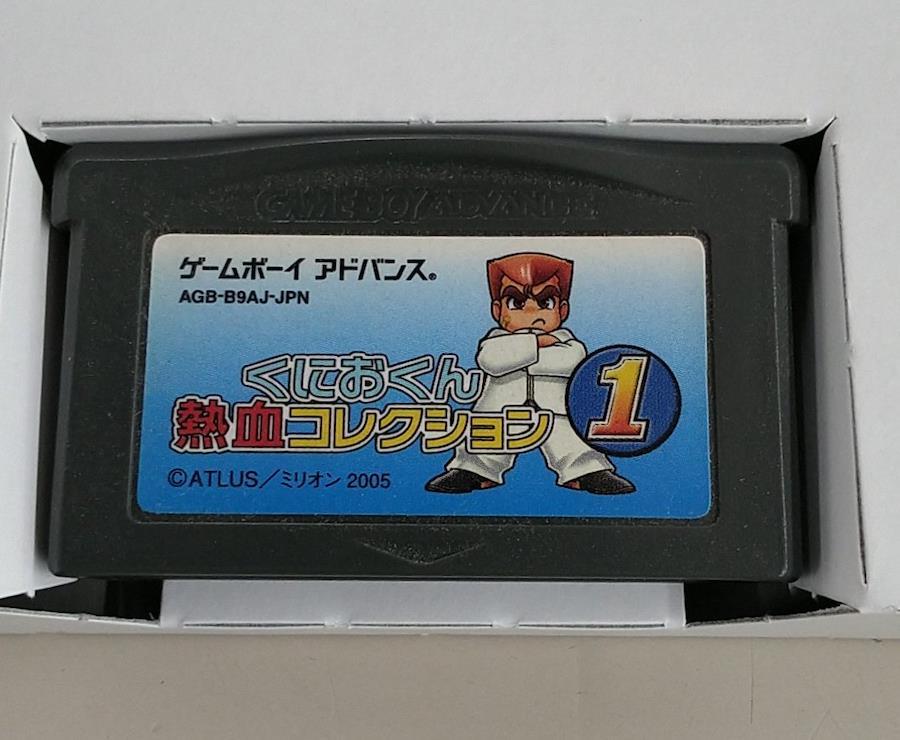 GAME BOY ADVANCE
ゲームボーイ アドバンス®
AGB-B9AJ-JPN
くにおくん
熱血コレクション 1
©ATLUS/ミリオン 2005